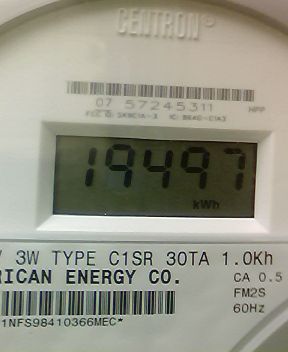 CENTRON®
07 57245311
HPP
19497
kWh
3W TYPE C1SR 30TA 1.0Kh
RICAN ENERGY CO.
CA 0.5
FM2S
60Hz
1NFS98410366MEC*